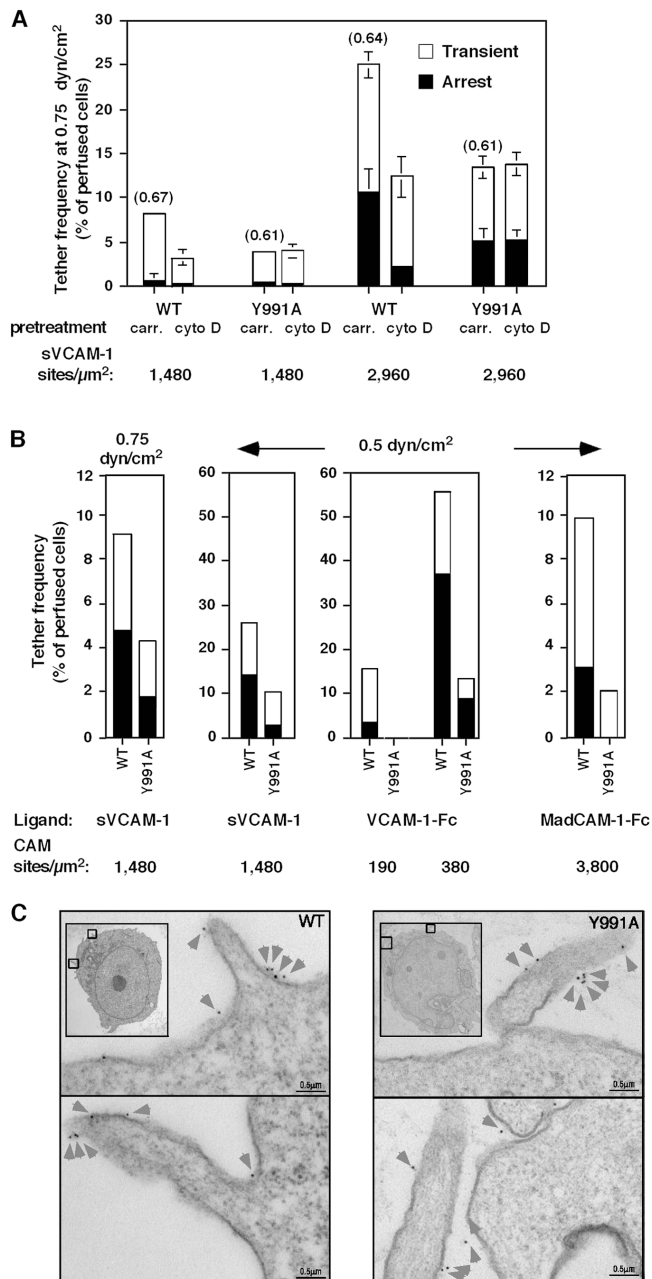 A
Tether frequency at 0.75 dyn/cm2
(% of perfused cells)
30
25
20
15
10
5
0
(0.67)
(0.61)
(0.64)
(0.61)
Transient
Arrest
WT
Y991A
WT
Y991A
pretreatment
carr. cyto D
carr. cyto D
carr. cyto D
carr. cyto D
sVCAM-1
sites/µm2:
1,480
1,480
2,960
2,960
B
0.75
dyn/cm2
0.5 dyn/cm2
Tether frequency
(% of perfused cells)
12
10
8
6
4
2
0
60
50
40
30
20
10
0
60
50
40
30
20
10
0
12
10
8
6
4
2
0
WT
Y991A
WT
Y991A
WT
Y991A
WT
Y991A
WT
Y991A
Ligand:
sVCAM-1
sVCAM-1
VCAM-1-Fc
MadCAM-1-Fc
CAM
sites/µm2:
1,480
1,480
190
380
3,800
C
WT
Y991A
0.5µm
0.5µm
0.5µm
0.5µm